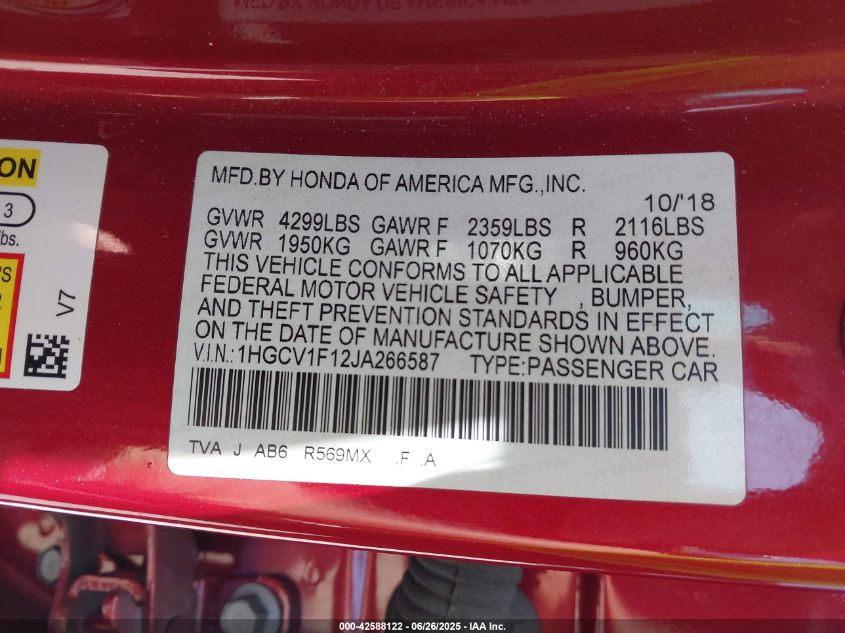 MFD.BY HONDA OF AMERICA MFG.,INC.
10/'18
GVWR 4299LBS GAWR F 2359LBS R 2116LBS
GVWR 1950KG GAWR F 1070KG R 960KG
THIS VEHICLE CONFORMS TO ALL APPLICABLE
FEDERAL MOTOR VEHICLE SAFETY , BUMPER,
AND THEFT PREVENTION STANDARDS IN EFFECT
ON THE DATE OF MANUFACTURE SHOWN ABOVE.
V.I.N.:1HGCV1F12JA266587 TYPE:PASSENGER CAR
TVA J AB6 R569MX .F .A
ON
3
lbs.
V7
000-42588122 - 06/26/2025 - IAA Inc.